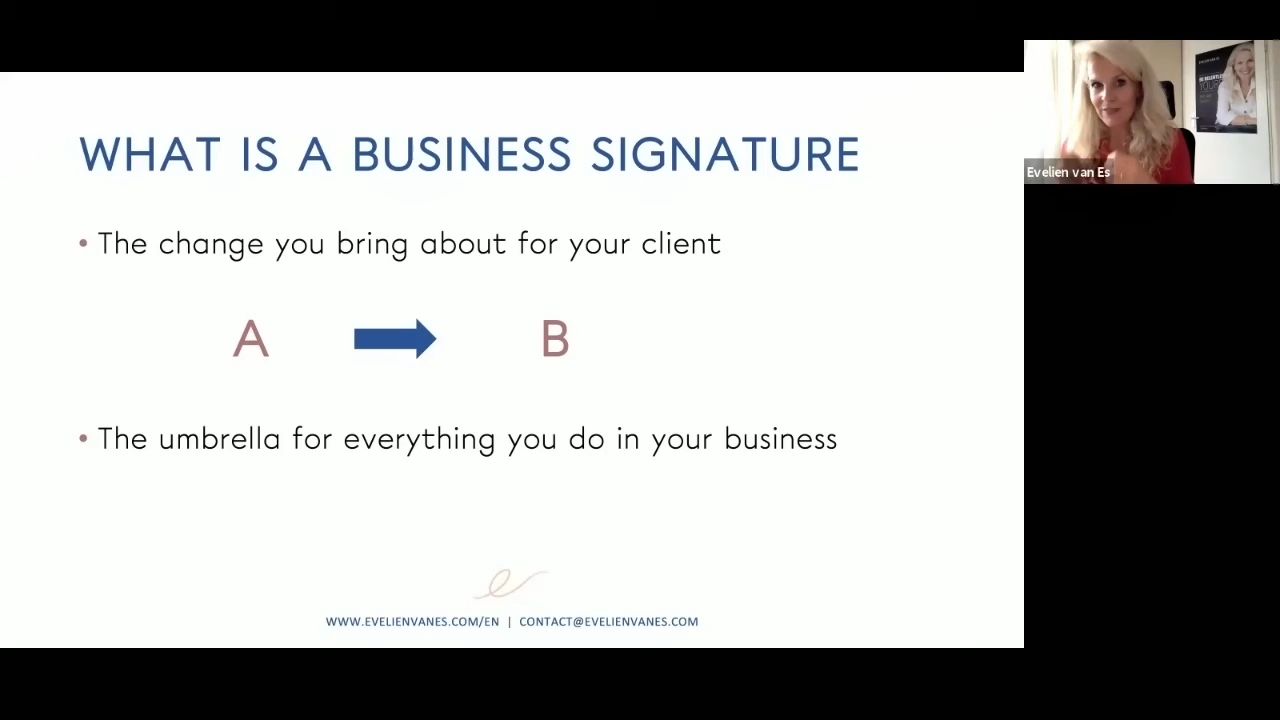 WHAT IS A BUSINESS SIGNATURE
• The change you bring about for your client
A B
• The umbrella for everything you do in your business
WWW.EVELIENVANES.COM/EN | CONTACT@EVELIENVANES.COM
Evelien van Es